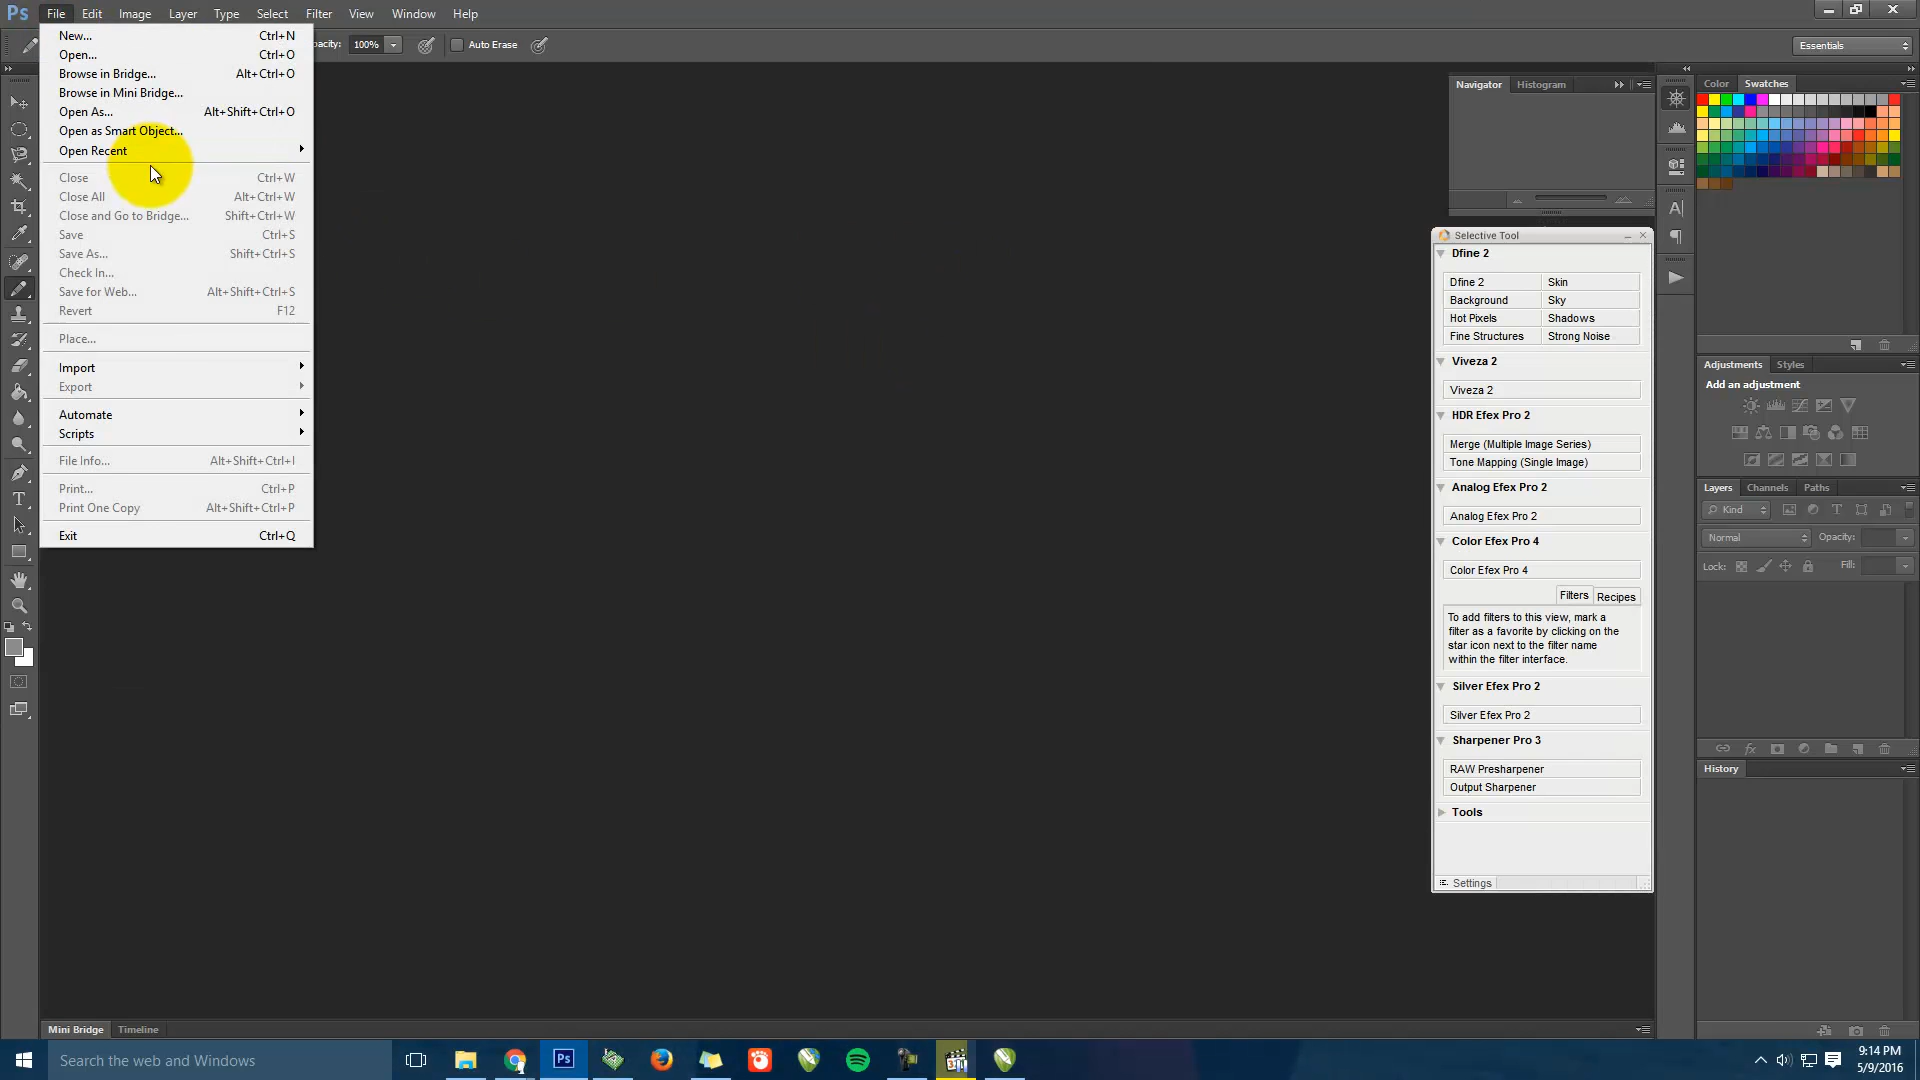 Ps File Edit Image Layer Type Select Filter View Window Help
pacity: 100% Auto Erase
Essentials
New... Ctrl+N
Open... Ctrl+O
Browse in Bridge... Alt+Ctrl+O
Browse in Mini Bridge...
Open As... Alt+Shift+Ctrl+O
Open as Smart Object...
Open Recent
Close Ctrl+W
Close All Alt+Ctrl+W
Close and Go to Bridge... Shift+Ctrl+W
Save Ctrl+S
Save As... Shift+Ctrl+S
Check In...
Save for Web... Alt+Shift+Ctrl+S
Revert F12
Place...
Import
Export
Automate
Scripts
File Info... Alt+Shift+Ctrl+I
Print... Ctrl+P
Print One Copy Alt+Shift+Ctrl+P
Exit Ctrl+Q
Navigator Histogram
Selective Tool
Dfine 2
Dfine 2 Skin
Background Sky
Hot Pixels Shadows
Fine Structures Strong Noise
Viveza 2
Viveza 2
HDR Efex Pro 2
Merge (Multiple Image Series)
Tone Mapping (Single Image)
Analog Efex Pro 2
Analog Efex Pro 2
Color Efex Pro 4
Color Efex Pro 4
Filters Recipes
To add filters to this view, mark a
filter as a favorite by clicking on the
star icon next to the filter name
within the filter interface.
Silver Efex Pro 2
Silver Efex Pro 2
Sharpener Pro 3
RAW Presharpener
Output Sharpener
Tools
Settings
Color Swatches
Adjustments Styles
Add an adjustment
Layers Channels Paths
Kind
Normal Opacity:
Lock: Fill:
History
Mini Bridge Timeline
Search the web and Windows
Ps
9:14 PM
5/9/2016